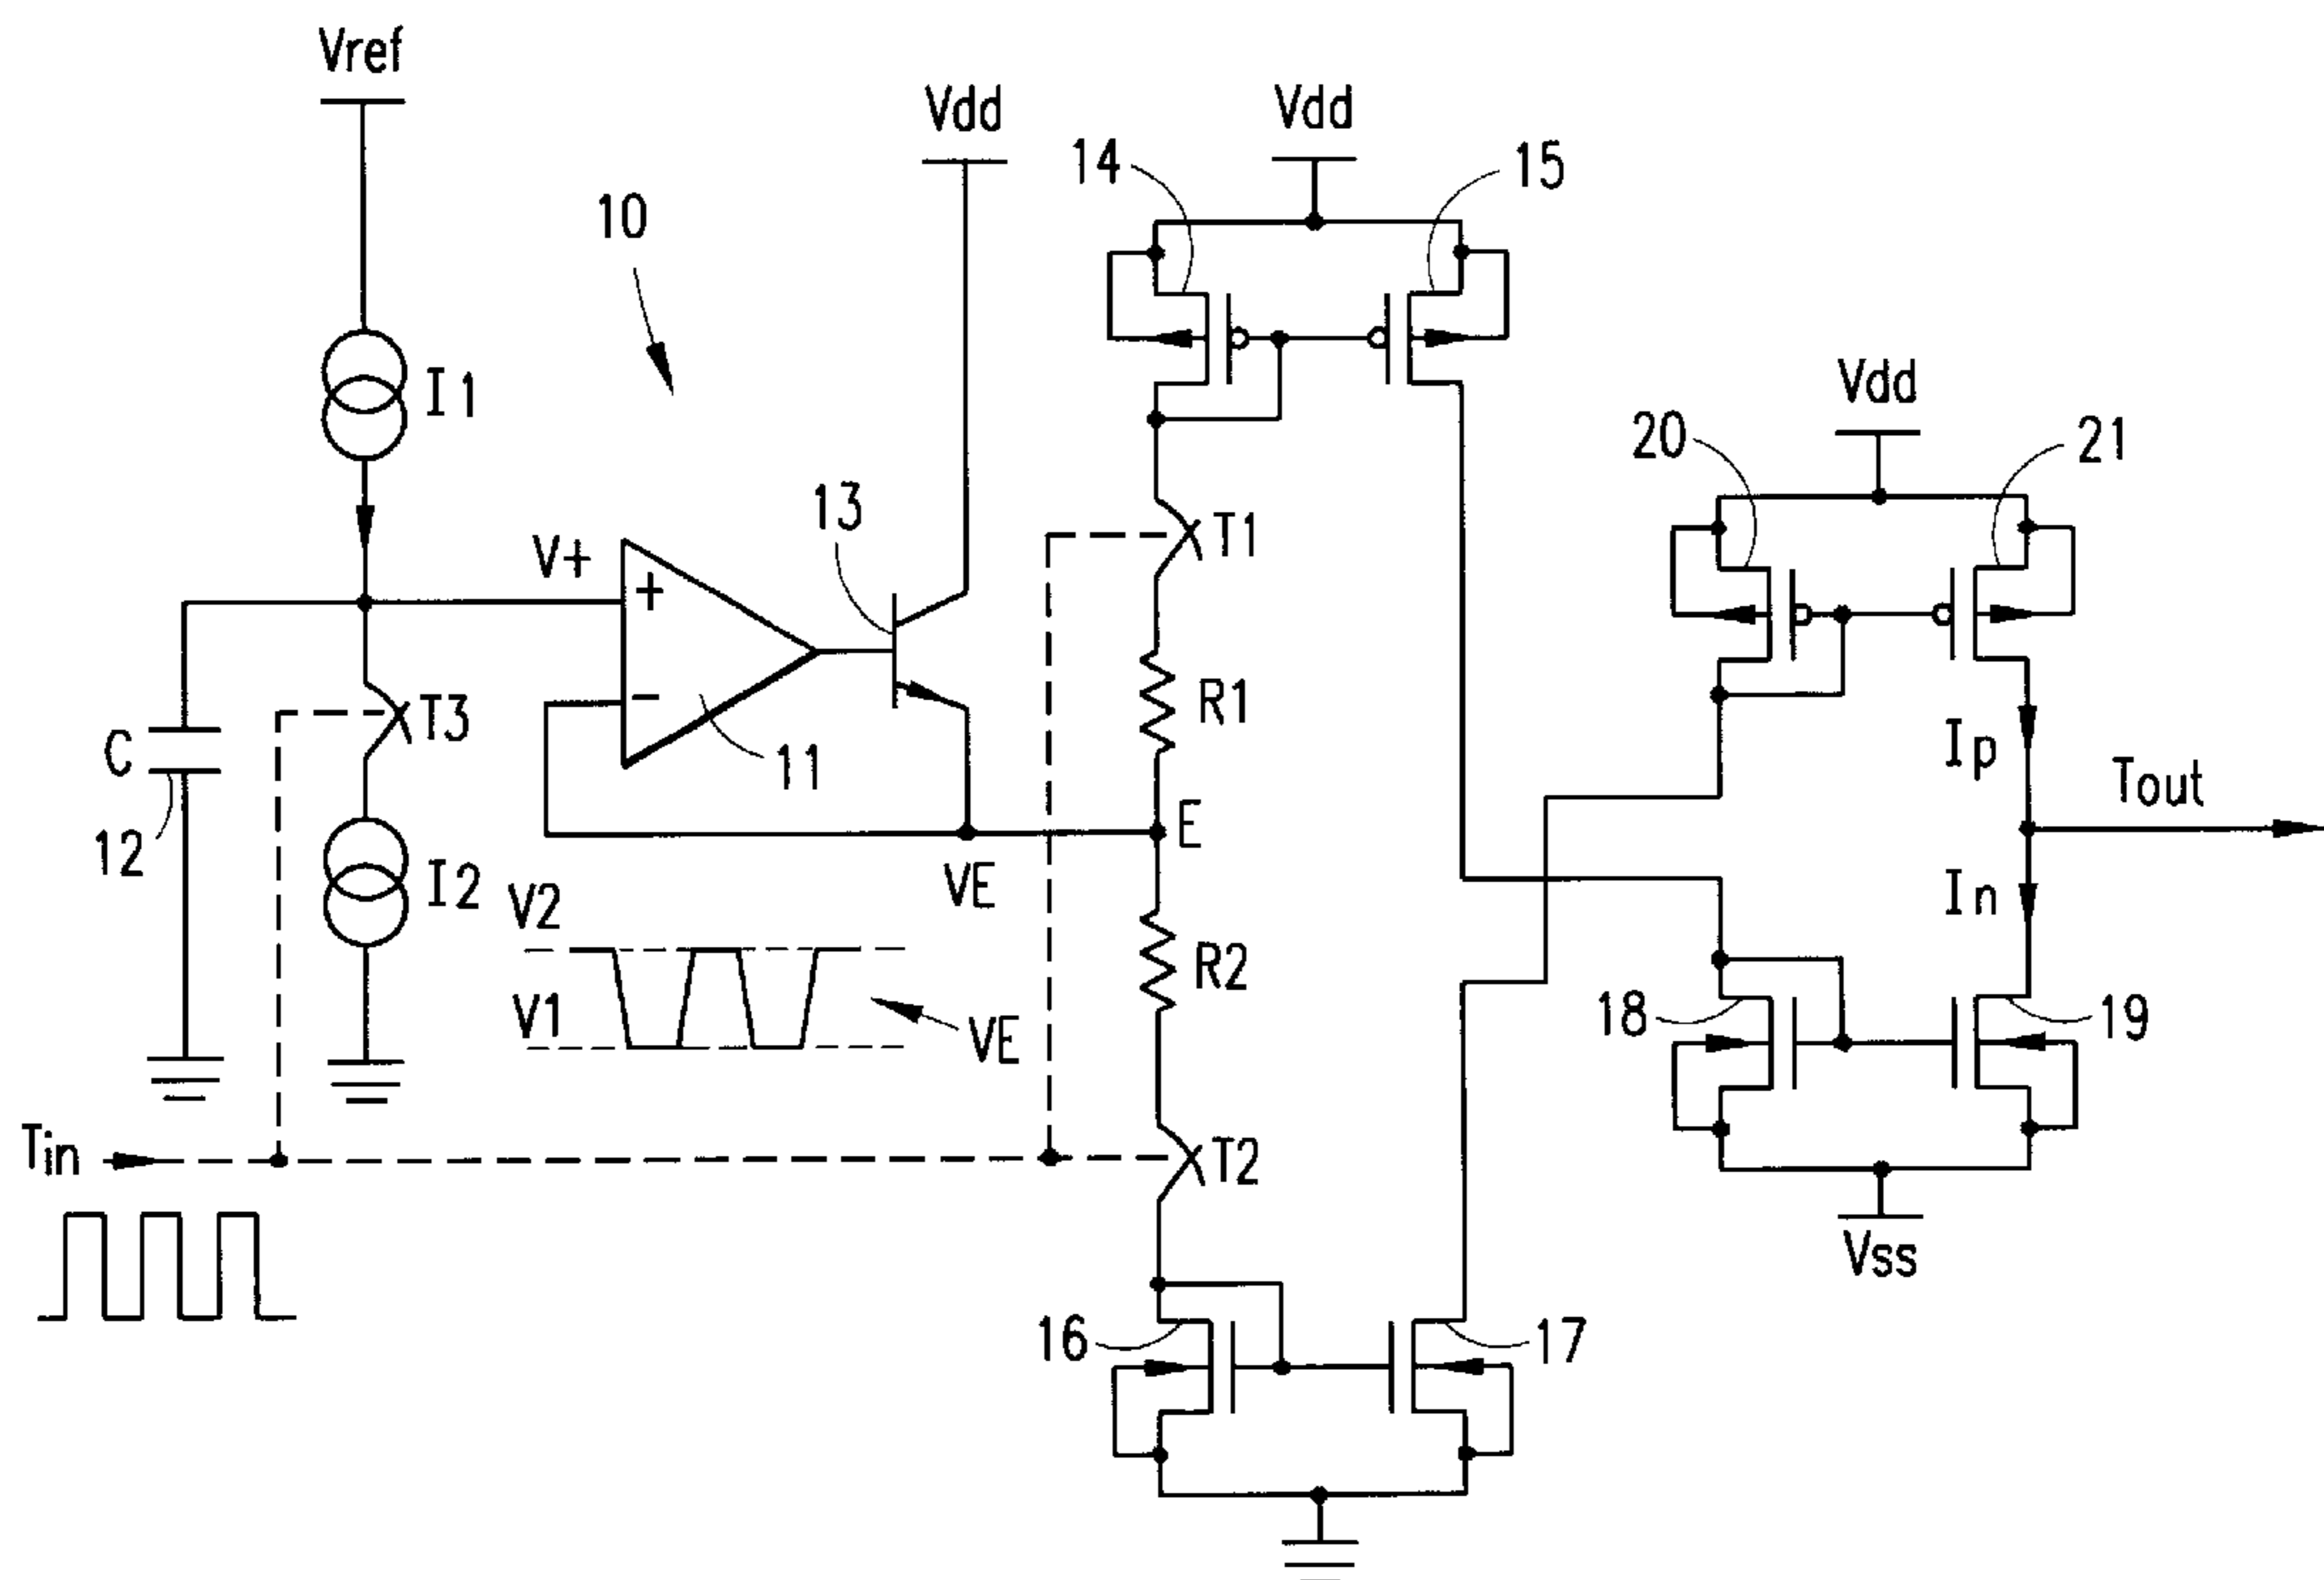 Vref
Vdd
Vdd
14
15
10
I1
Vdd
20
21
13
V+
+
T1
T3
−
R1
C
11
Ip
Tout
12
E
I2
VE
In
V2
R2
V1
VE
18
19
Tin
T2
Vss
16
17